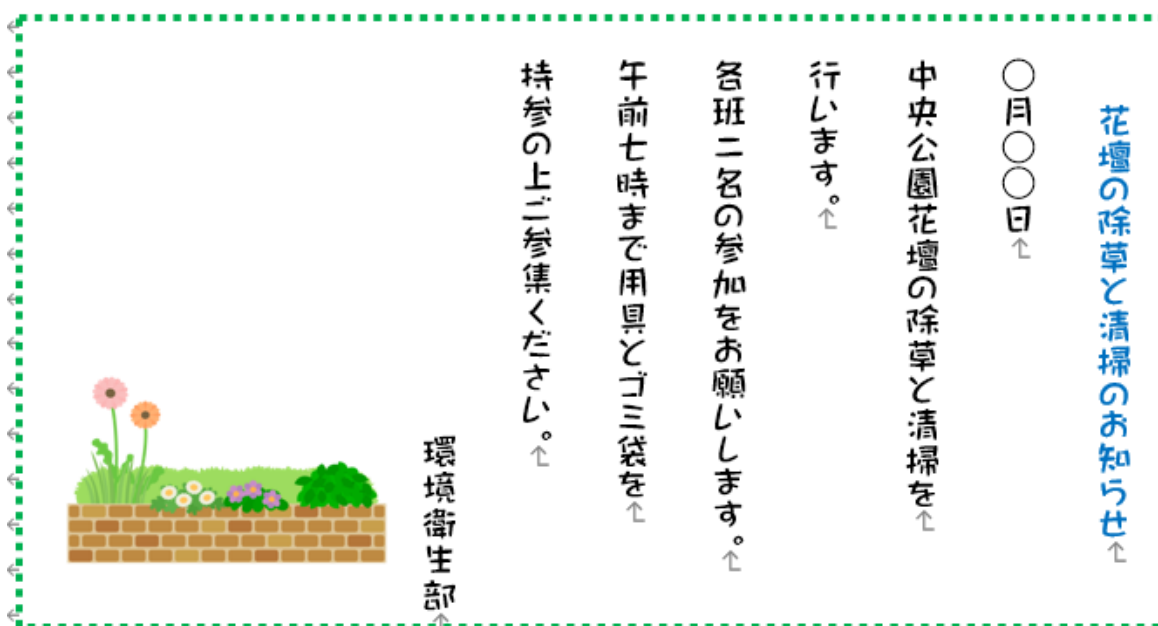 花壇の除草と清掃のお知らせ
〇月〇〇日
中央公園花壇の除草と清掃を
行います。
各班二名の参加をお願いします。
午前七時まで用具とゴミ袋を
持参の上ご参集ください。
環境衛生部